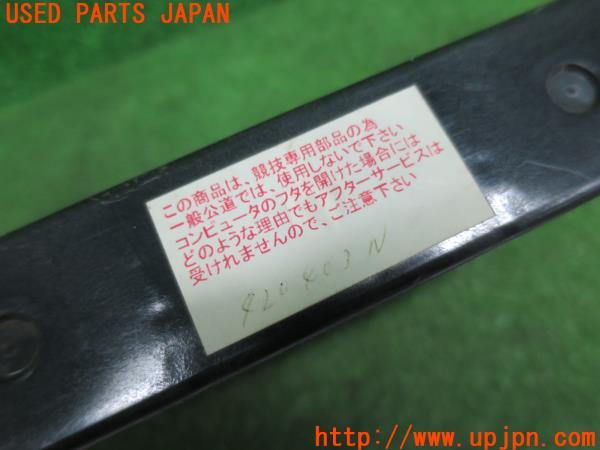 USED PARTS JAPAN
この商品は、競技専用部品の為
一般公道では、使用しないで下さい
コンピュータのフタを開けた場合には
どのような理由でもアフターサービスは
受けれませんので、ご注意下さい
920403N
Copyright(C)
UPJ Co.,Ltd.
www.upjpn.com